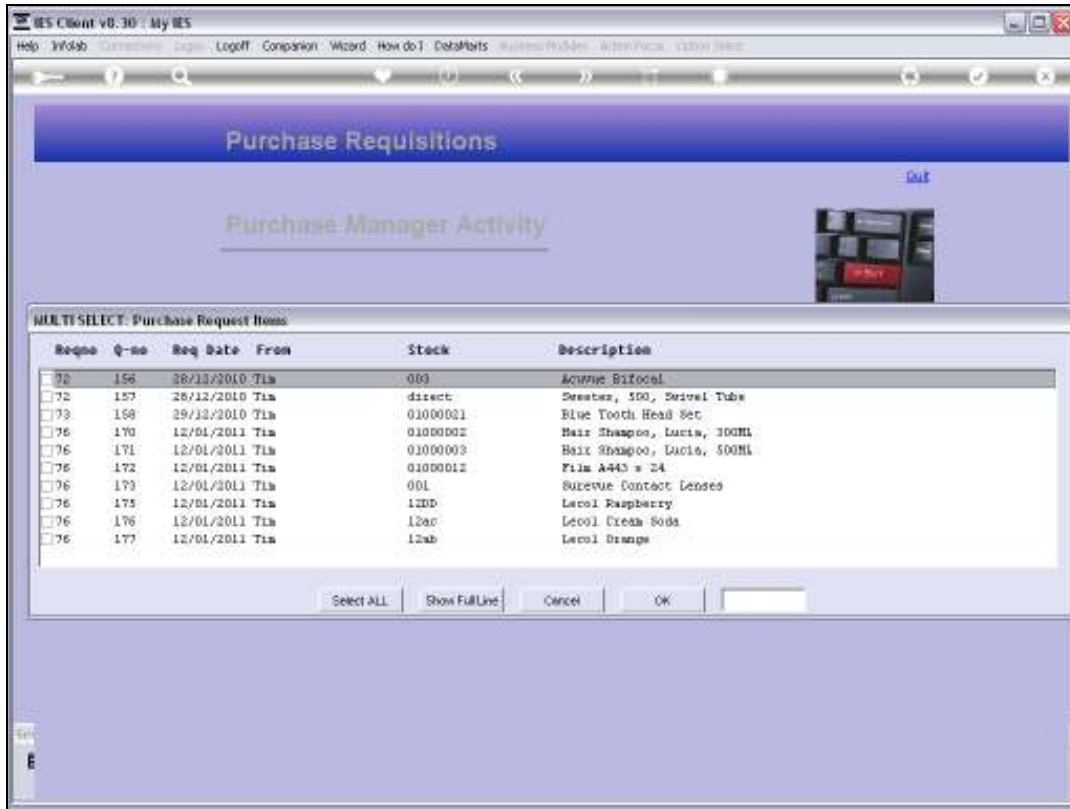 IES Client v8.30 : My IES
Help Infolab Logoff Companion Wizard How do I DataMarts
Purchase Requisitions
Quit
Purchase Manager Activity
MULTI SELECT: Purchase Request Items
Reqno Q-no Req Date From Stock Description
72 156 28/12/2010 Tim 003 Acuvue Bifocal
72 157 28/12/2010 Tim direct Sweeter, 500, Swivel Tube
73 158 29/12/2010 Tim 01000021 Blue Tooth Head Set
76 170 12/01/2011 Tim 01000002 Hair Shampoo, Lucia, 300ML
76 171 12/01/2011 Tim 01000003 Hair Shampoo, Lucia, 500ML
76 172 12/01/2011 Tim 01000012 Film A443 x 24
76 173 12/01/2011 Tim 001 Surevue Contact Lenses
76 175 12/01/2011 Tim 12DD Lecol Raspberry
76 176 12/01/2011 Tim 12ac Lecol Cream Soda
76 177 12/01/2011 Tim 12ab Lecol Orange
Select ALL Show Full Line Cancel OK